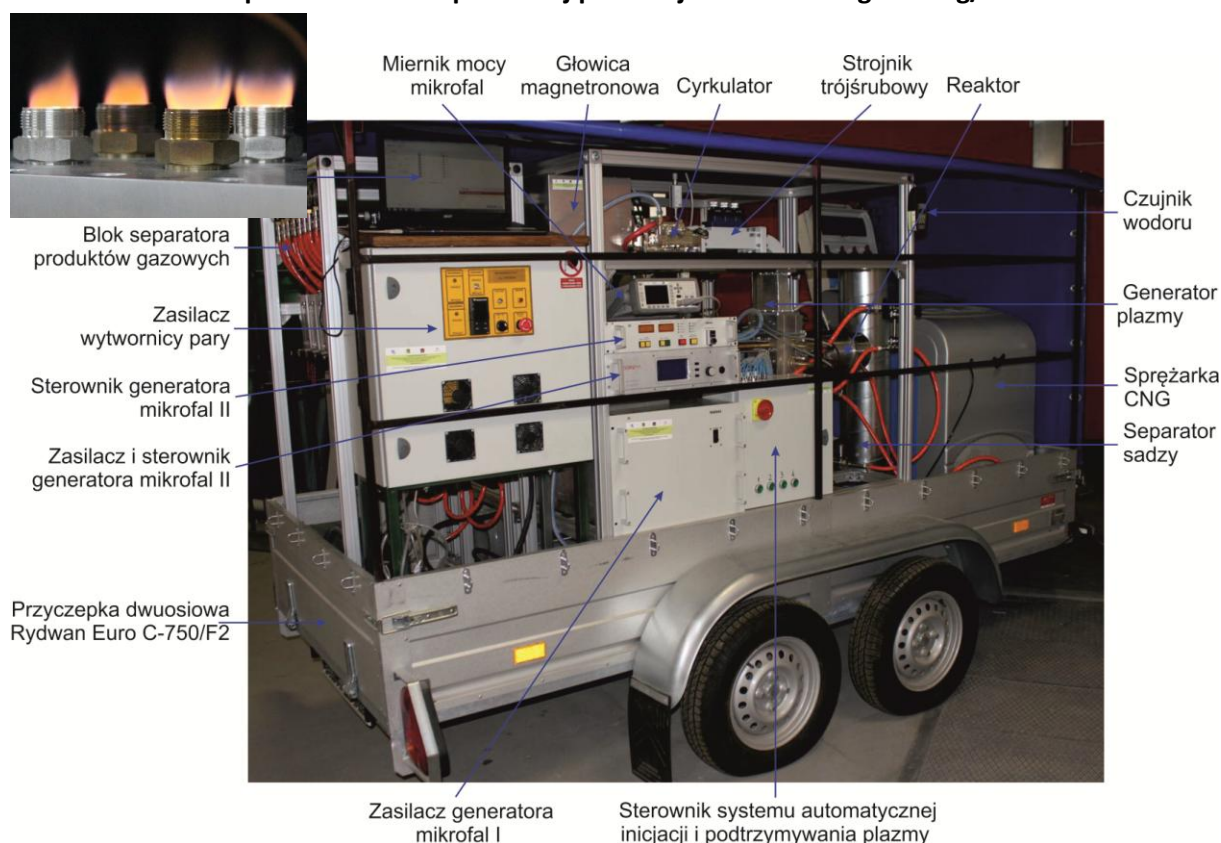 Miernik mocy
mikrofal
Głowica
magnetronowa
Cyrkulator
Strojnik
trójśrubowy
Reaktor
Czujnik
wodoru
Generator
plazmy
Sprężarka
CNG
Separator
sadzy
Blok separatora
produktów gazowych
Zasilacz
wytwornicy pary
Sterownik generatora
mikrofal II
Zasilacz i sterownik
generatora mikrofal II
Przyczepka dwuosiowa
Rydwan Euro C-750/F2
Zasilacz generatora
mikrofal I
Sterownik systemu automatycznej
inicjacji i podtrzymywania plazmy